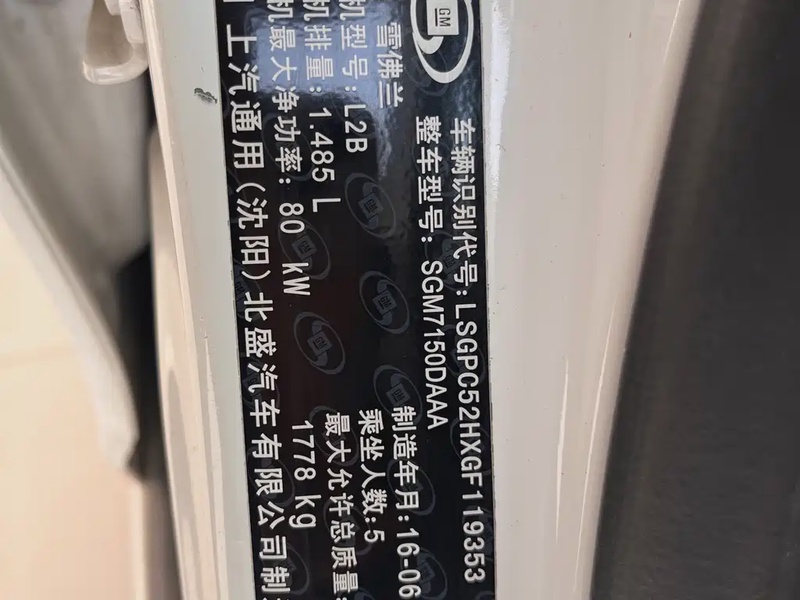 GM
车辆识别代号:LSGPC52HXGF119353
整车型号:SGM7150DAAA
雪佛兰
制造年月:16-06
机型号:L2B
乘坐人数:5
机排量:1.485 L
最大允许总质量:
机最大净功率:80 kW
1778 kg
上汽通用(沈阳)北盛汽车有限公司制